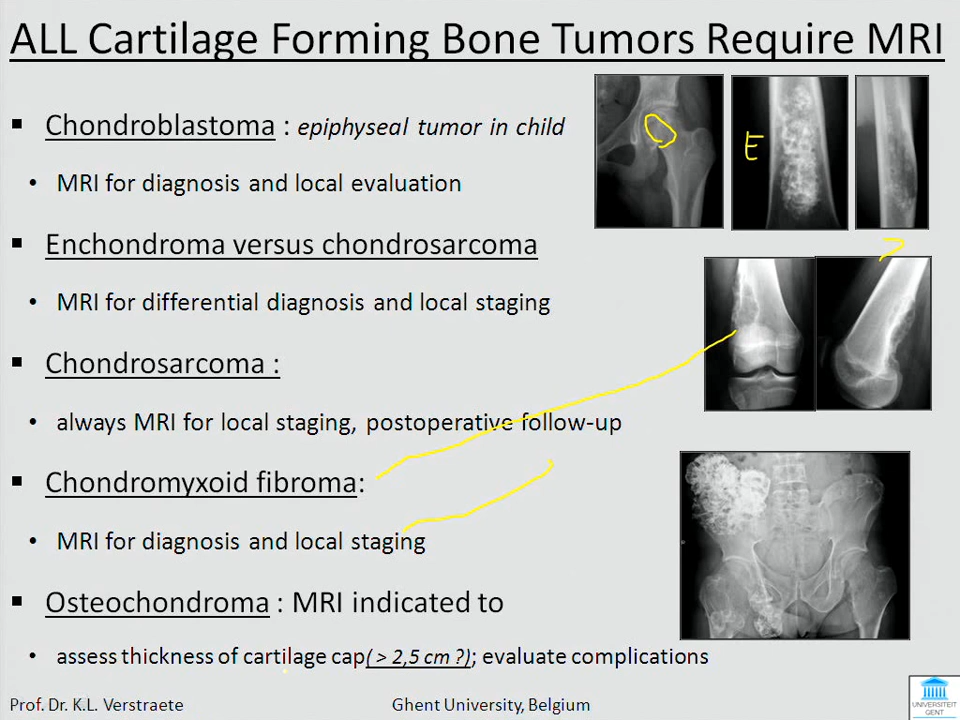 ALL Cartilage Forming Bone Tumors Require MRI
▪ Chondroblastoma : epiphyseal tumor in child
• MRI for diagnosis and local evaluation
E
▪ Enchondroma versus chondrosarcoma
• MRI for differential diagnosis and local staging
▪ Chondrosarcoma :
• always MRI for local staging, postoperative follow-up
▪ Chondromyxoid fibroma:
• MRI for diagnosis and local staging
▪ Osteochondroma : MRI indicated to
• assess thickness of cartilage cap( > 2,5 cm ?); evaluate complications
Prof. Dr. K.L. Verstraete
Ghent University, Belgium
UNIVERSITEIT
GENT